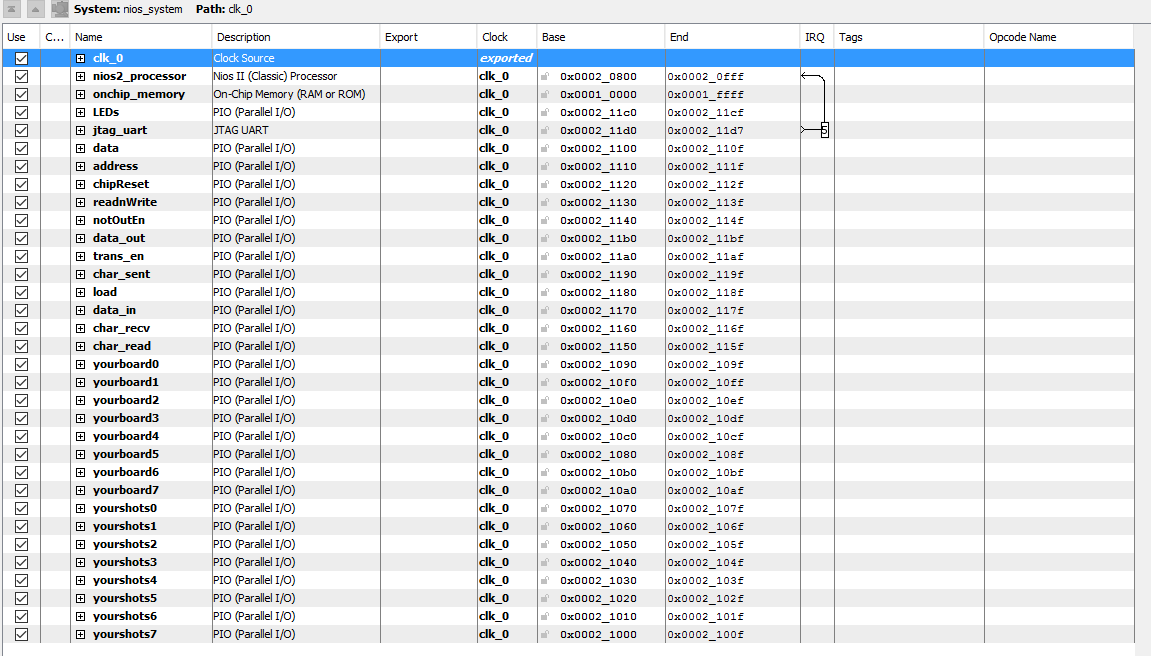 System: nios_system Path: clk_0
Use C... Name Description Export Clock Base End IRQ Tags Opcode Name
clk_0 Clock Source exported
nios2_processor Nios II (Classic) Processor clk_0 0x0002_0800 0x0002_0fff
onchip_memory On-Chip Memory (RAM or ROM) clk_0 0x0001_0000 0x0001_ffff
LEDs PIO (Parallel I/O) clk_0 0x0002_11c0 0x0002_11cf
jtag_uart JTAG UART clk_0 0x0002_11d0 0x0002_11d7 5
data PIO (Parallel I/O) clk_0 0x0002_1100 0x0002_110f
address PIO (Parallel I/O) clk_0 0x0002_1110 0x0002_111f
chipReset PIO (Parallel I/O) clk_0 0x0002_1120 0x0002_112f
readnWrite PIO (Parallel I/O) clk_0 0x0002_1130 0x0002_113f
notOutEn PIO (Parallel I/O) clk_0 0x0002_1140 0x0002_114f
data_out PIO (Parallel I/O) clk_0 0x0002_11b0 0x0002_11bf
trans_en PIO (Parallel I/O) clk_0 0x0002_11a0 0x0002_11af
char_sent PIO (Parallel I/O) clk_0 0x0002_1190 0x0002_119f
load PIO (Parallel I/O) clk_0 0x0002_1180 0x0002_118f
data_in PIO (Parallel I/O) clk_0 0x0002_1170 0x0002_117f
char_recv PIO (Parallel I/O) clk_0 0x0002_1160 0x0002_116f
char_read PIO (Parallel I/O) clk_0 0x0002_1150 0x0002_115f
yourboard0 PIO (Parallel I/O) clk_0 0x0002_1090 0x0002_109f
yourboard1 PIO (Parallel I/O) clk_0 0x0002_10f0 0x0002_10ff
yourboard2 PIO (Parallel I/O) clk_0 0x0002_10e0 0x0002_10ef
yourboard3 PIO (Parallel I/O) clk_0 0x0002_10d0 0x0002_10df
yourboard4 PIO (Parallel I/O) clk_0 0x0002_10c0 0x0002_10cf
yourboard5 PIO (Parallel I/O) clk_0 0x0002_1080 0x0002_108f
yourboard6 PIO (Parallel I/O) clk_0 0x0002_10b0 0x0002_10bf
yourboard7 PIO (Parallel I/O) clk_0 0x0002_10a0 0x0002_10af
yourshots0 PIO (Parallel I/O) clk_0 0x0002_1070 0x0002_107f
yourshots1 PIO (Parallel I/O) clk_0 0x0002_1060 0x0002_106f
yourshots2 PIO (Parallel I/O) clk_0 0x0002_1050 0x0002_105f
yourshots3 PIO (Parallel I/O) clk_0 0x0002_1040 0x0002_104f
yourshots4 PIO (Parallel I/O) clk_0 0x0002_1030 0x0002_103f
yourshots5 PIO (Parallel I/O) clk_0 0x0002_1020 0x0002_102f
yourshots6 PIO (Parallel I/O) clk_0 0x0002_1010 0x0002_101f
yourshots7 PIO (Parallel I/O) clk_0 0x0002_1000 0x0002_100f